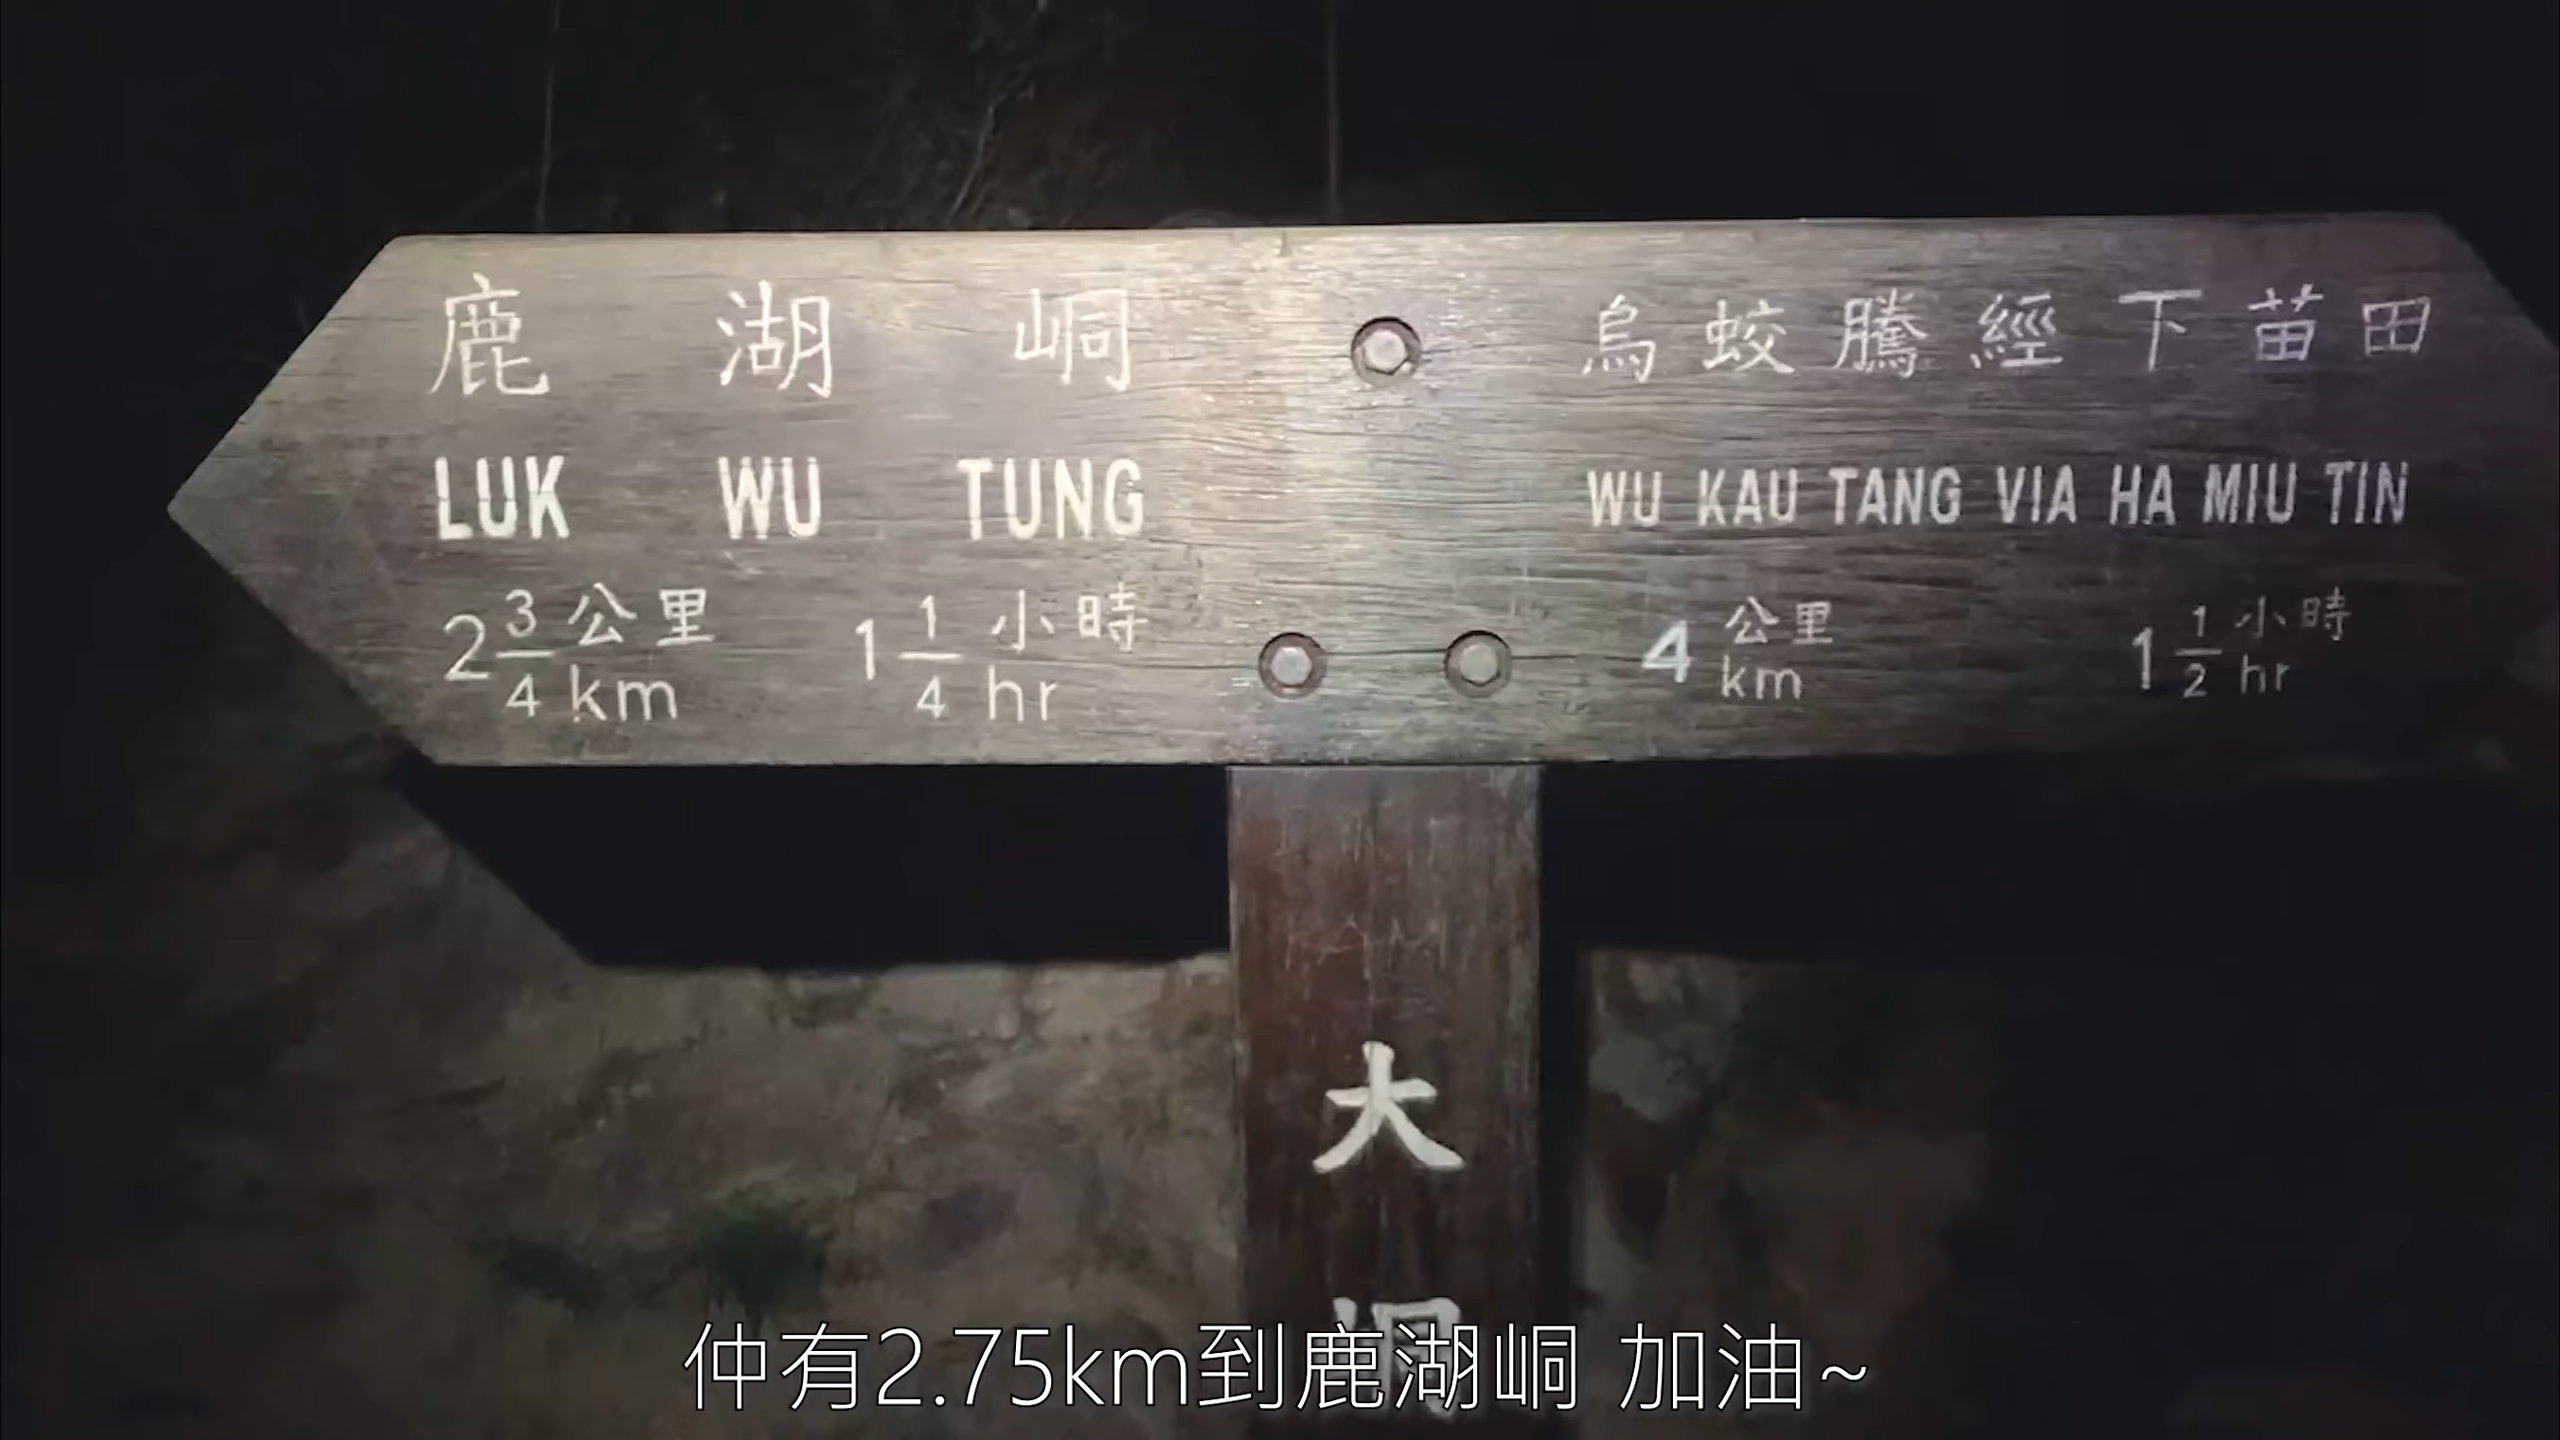 鹿湖峒
LUK WU TUNG
2 3/4 公里 km 1 1/4 小時 hr
烏蛟騰經下苗田
WU KAU TANG VIA HA MIU TIN
4 公里 km 1 1/2 小時 hr
大
仲有2.75km到鹿湖峒 加油~